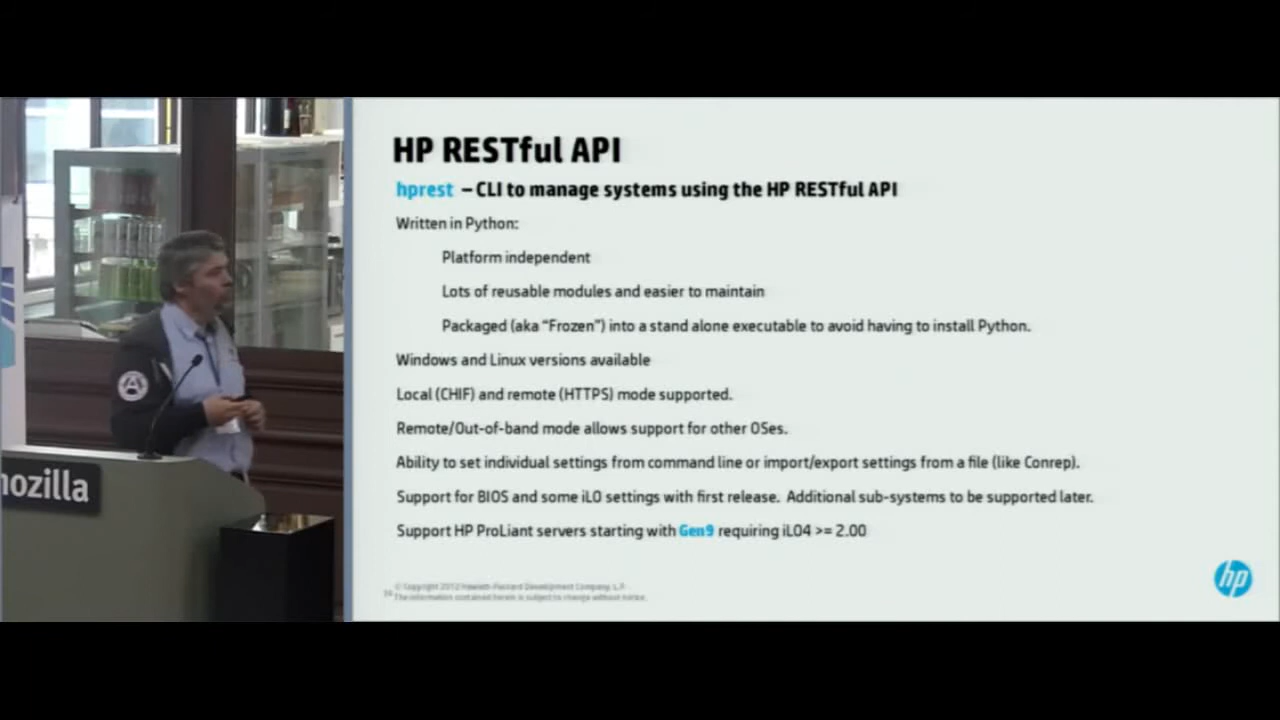 HP RESTful API
hprest – CLI to manage systems using the HP RESTful API
Written in Python:
Platform independent
Lots of reusable modules and easier to maintain
Packaged (aka “Frozen”) into a stand alone executable to avoid having to install Python.
Windows and Linux versions available
Local (CHIF) and remote (HTTPS) mode supported.
Remote/Out-of-band mode allows support for other OSes.
Ability to set individual settings from command line or import/export settings from a file (like Conrep).
Support for BIOS and some iLO settings with first release. Additional sub-systems to be supported later.
Support HP ProLiant servers starting with Gen9 requiring iLO4 >= 2.00
© Copyright 2012 Hewlett-Packard Development Company, L.P.
The information contained herein is subject to change without notice.
hp
mozilla